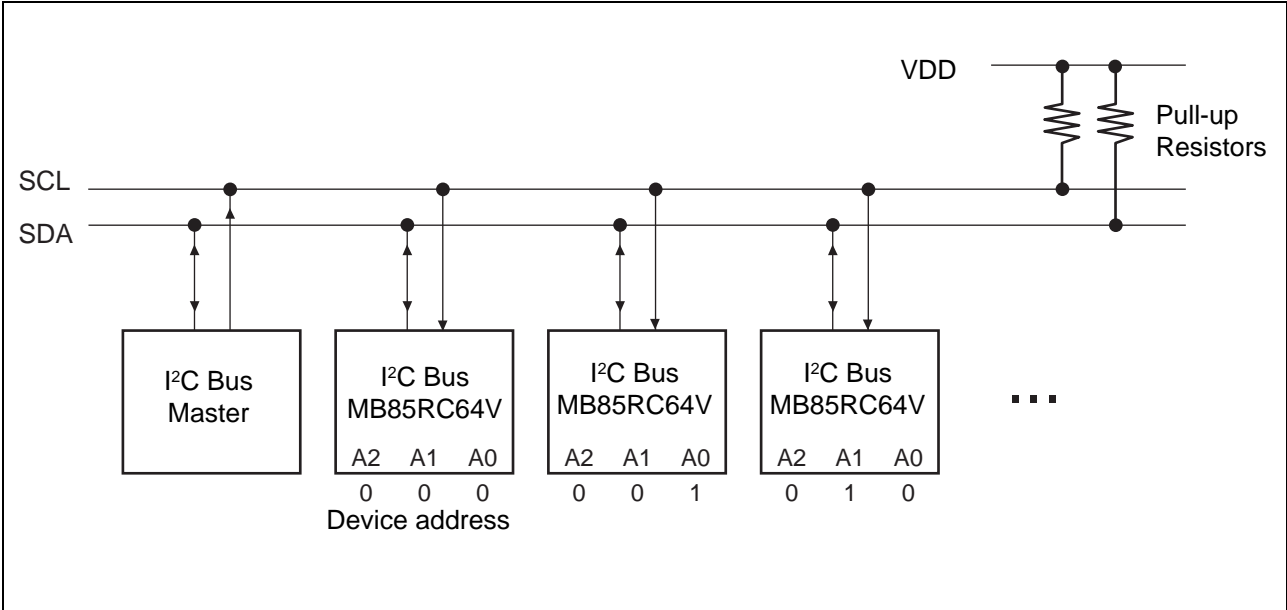 VDD
Pull-up
Resistors
SCL
SDA
I²C Bus
Master
I²C Bus
MB85RC64V
A2 A1 A0
0 0 0
Device address
I²C Bus
MB85RC64V
A2 A1 A0
0 0 1
I²C Bus
MB85RC64V
A2 A1 A0
0 1 0
...